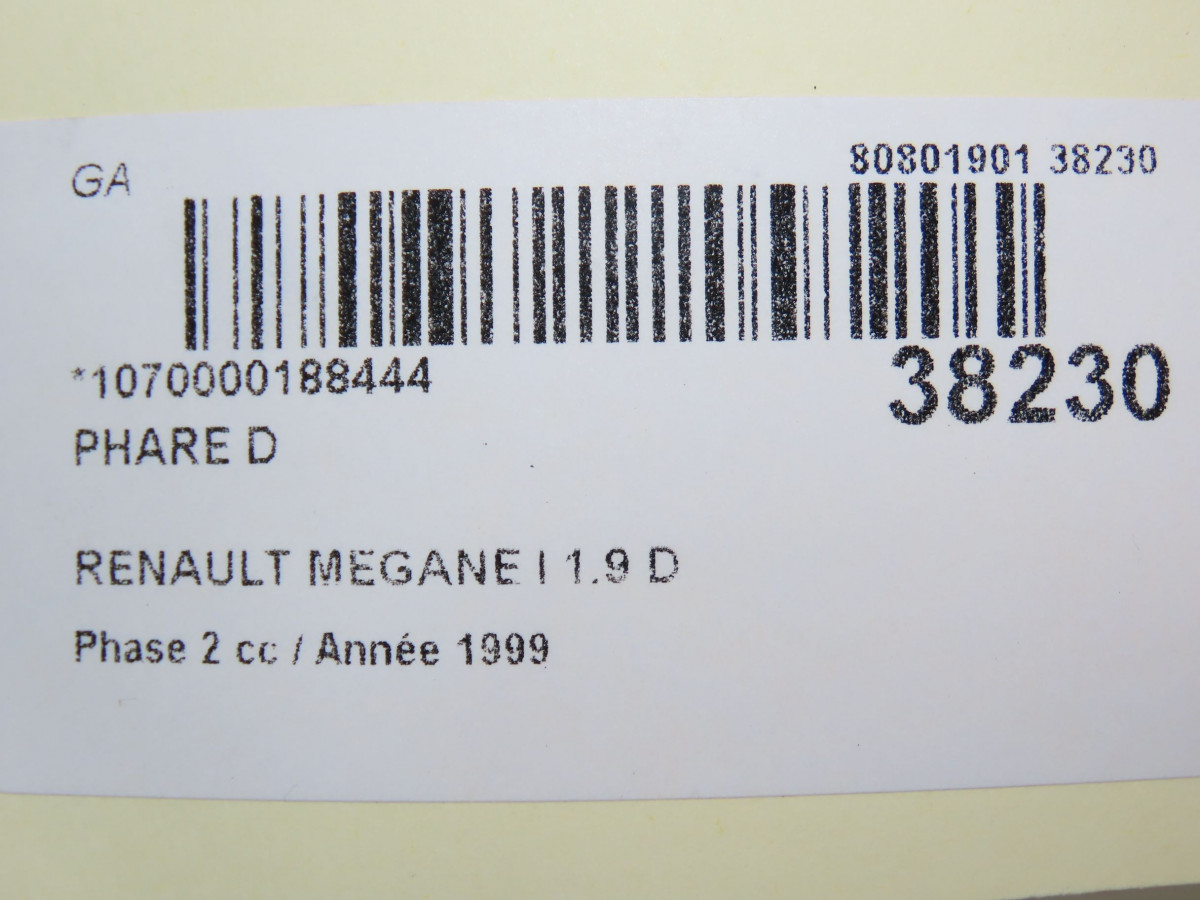 GA
80801901 38230
*1070000188444
38230
PHARE D
RENAULT MEGANE I 1.9 D
Phase 2 cc / Année 1999